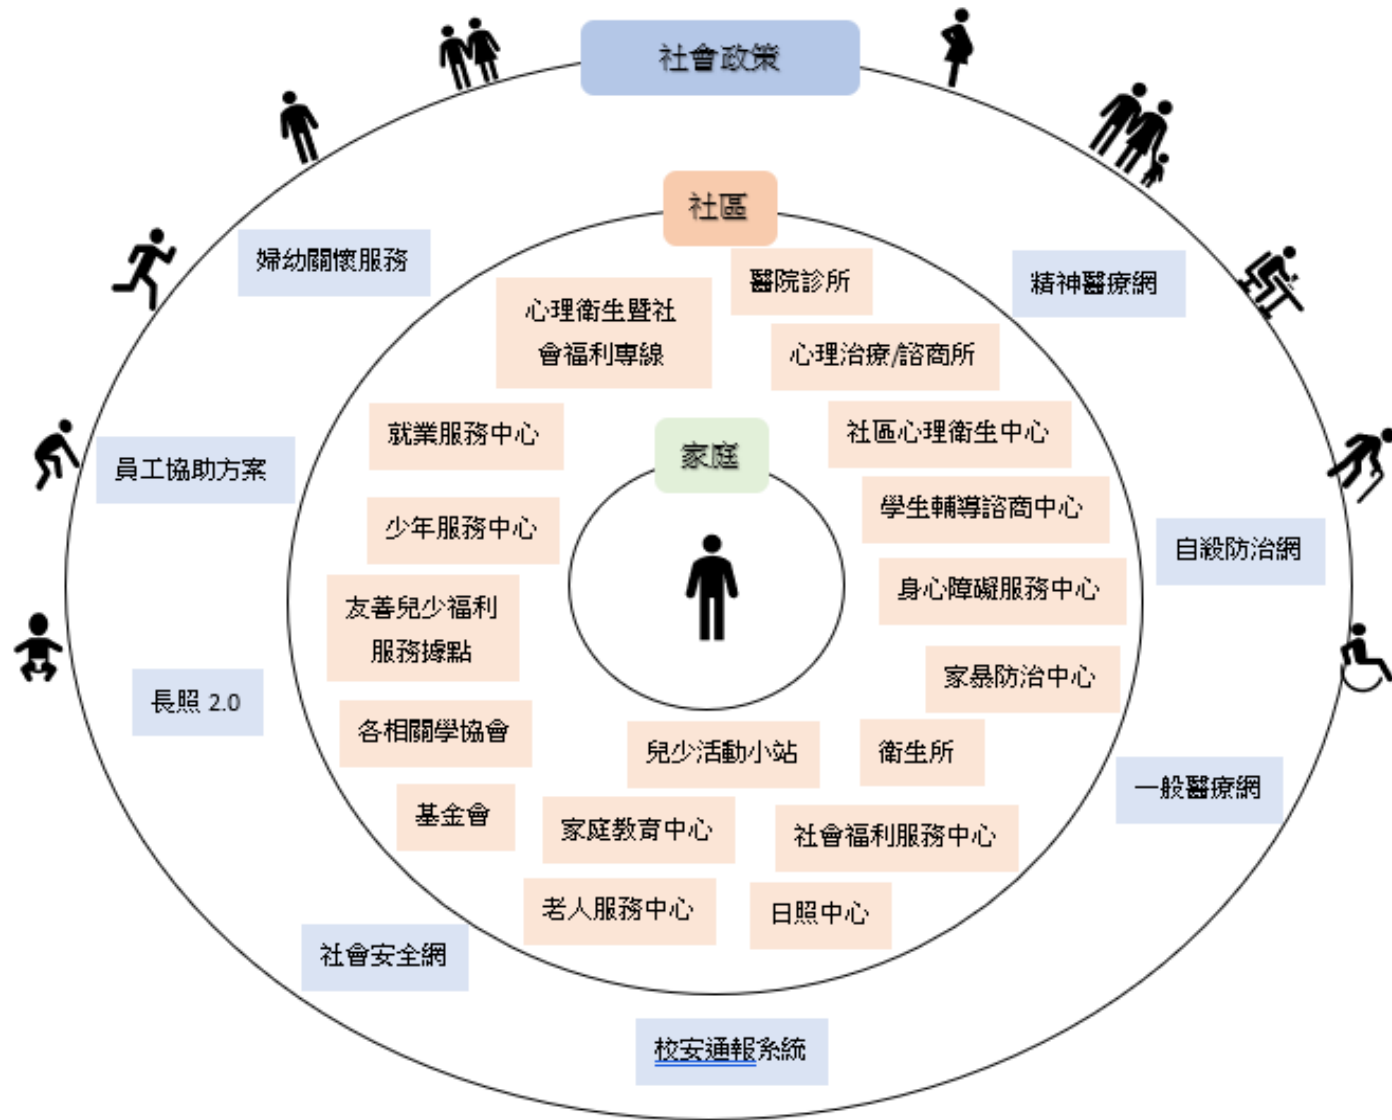 社會政策
社區
婦幼關懷服務
醫院診所
精神醫療網
心理衛生暨社
會福利專線
心理治療/諮商所
就業服務中心
社區心理衛生中心
家庭
員工協助方案
學生輔導諮商中心
少年服務中心
自殺防治網
身心障礙服務中心
友善兒少福利
服務據點
家暴防治中心
長照 2.0
各相關學協會
兒少活動小站
衛生所
一般醫療網
基金會
家庭教育中心
社會福利服務中心
老人服務中心
日照中心
社會安全網
校安通報系統